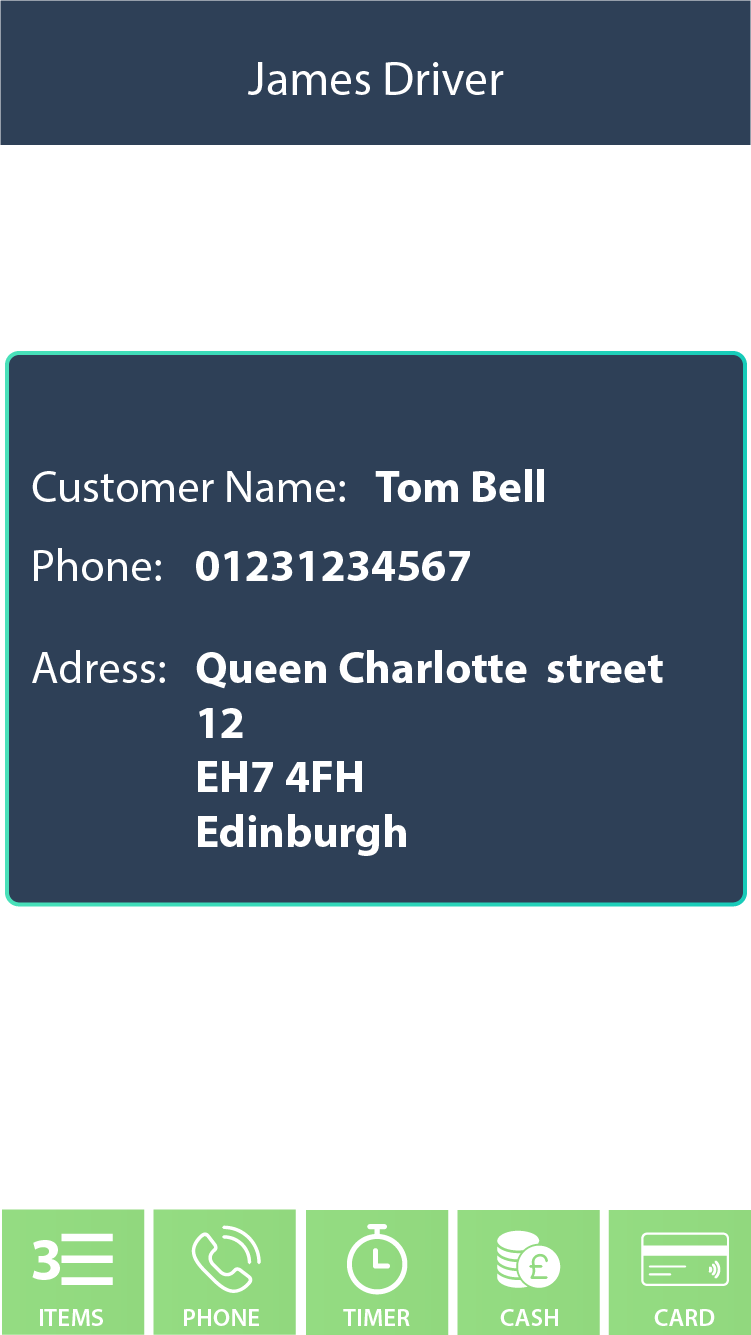 James Driver
Customer Name: Tom Bell
Phone: 01231234567
Adress: Queen Charlotte street
12
EH7 4FH
Edinburgh
3 £
ITEMS PHONE TIMER CASH CARD